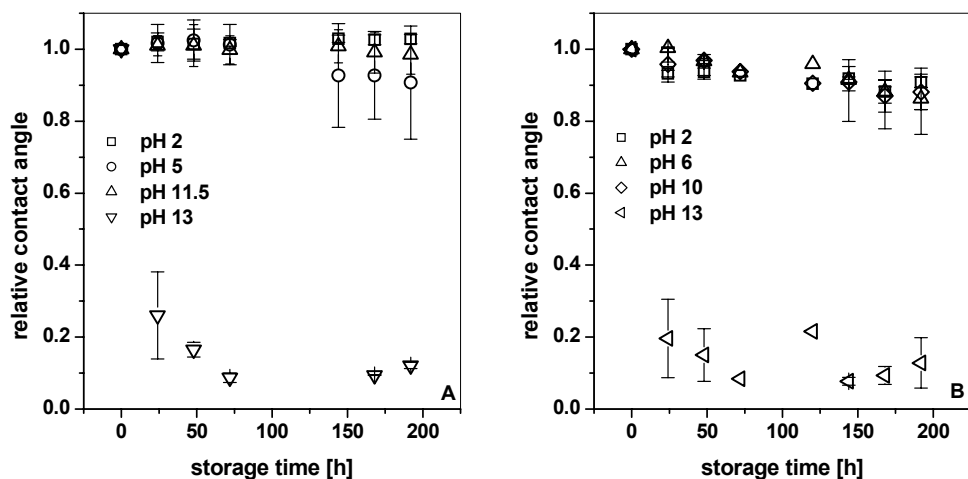 relative contact angle
1.0
0.8
0.6
0.4
0.2
0.0
pH 2
pH 5
pH 11.5
pH 13
A
0
50
100
150
200
storage time [h]
relative contact angle
1.0
0.8
0.6
0.4
0.2
0.0
pH 2
pH 6
pH 10
pH 13
B
0
50
100
150
200
storage time [h]